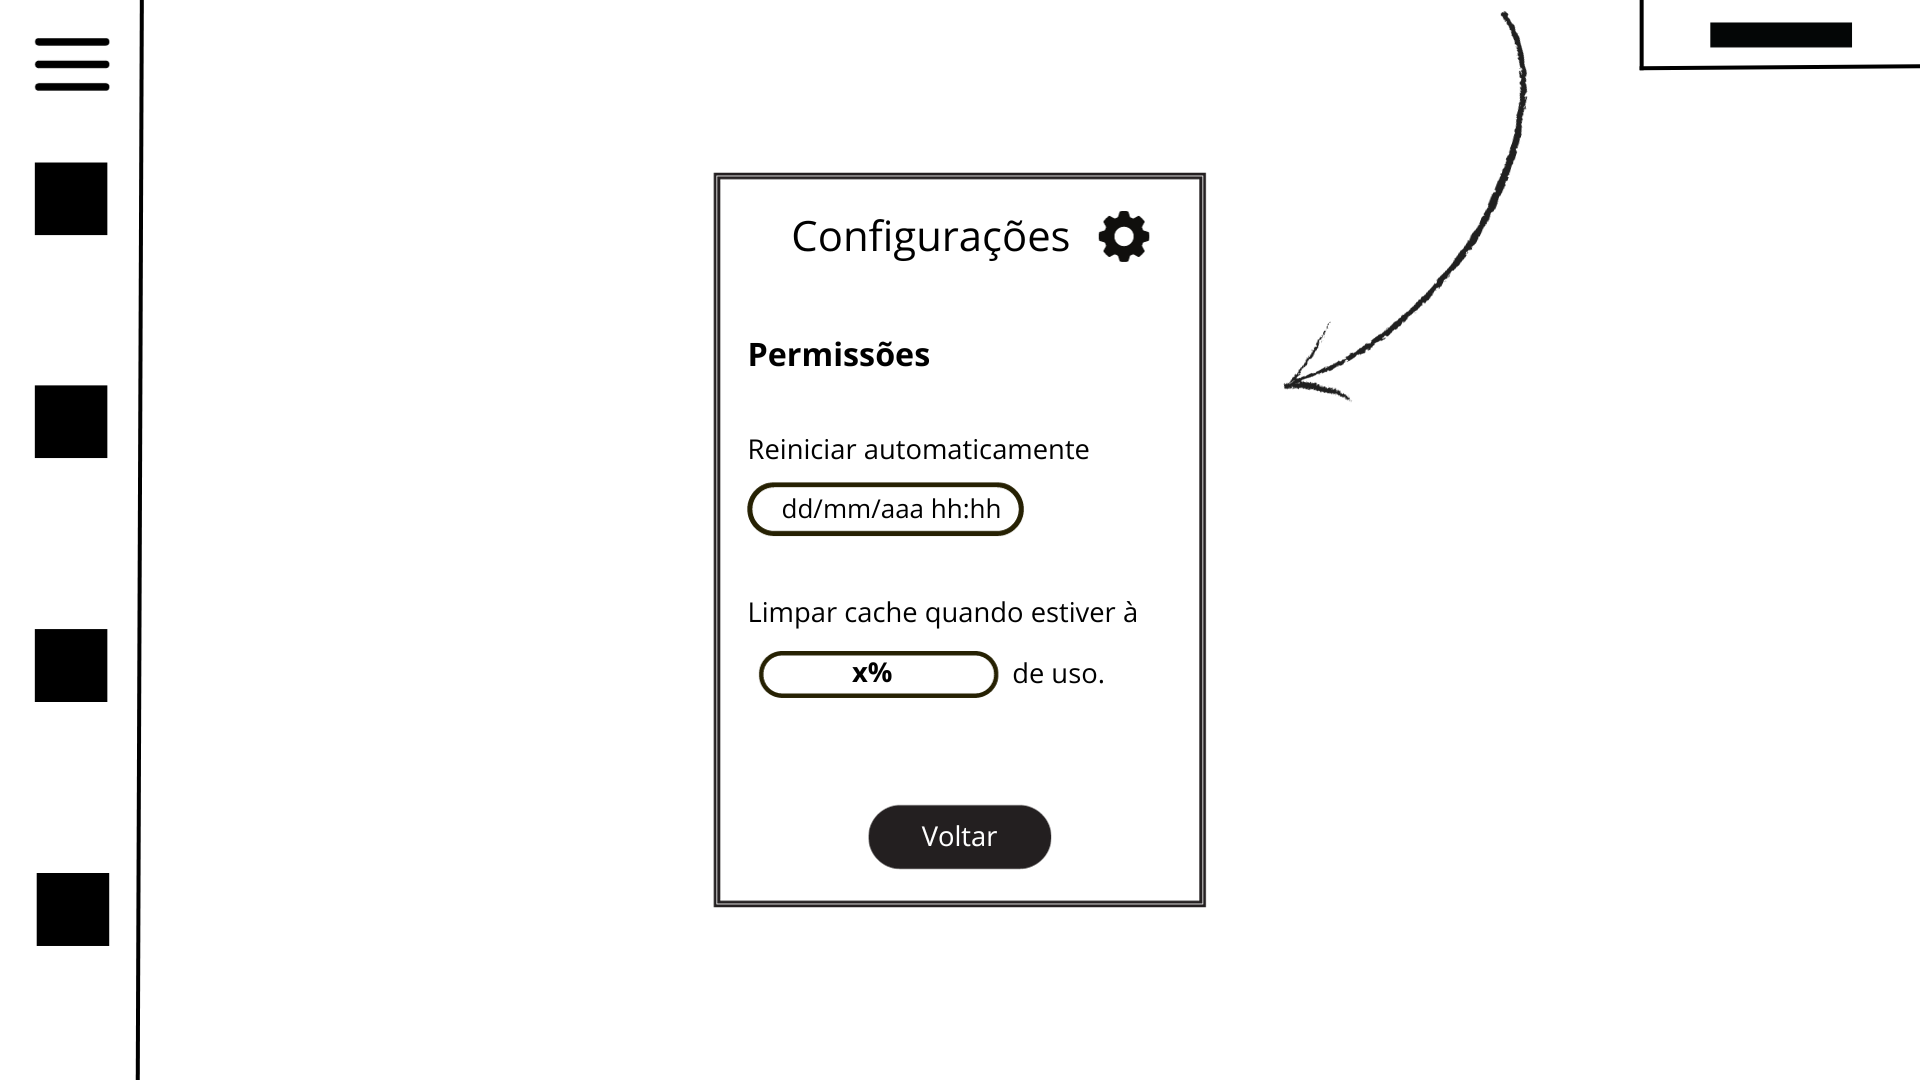 Configurações
Permissões
Reiniciar automaticamente
dd/mm/aaa hh:hh
Limpar cache quando estiver à
x% de uso.
Voltar